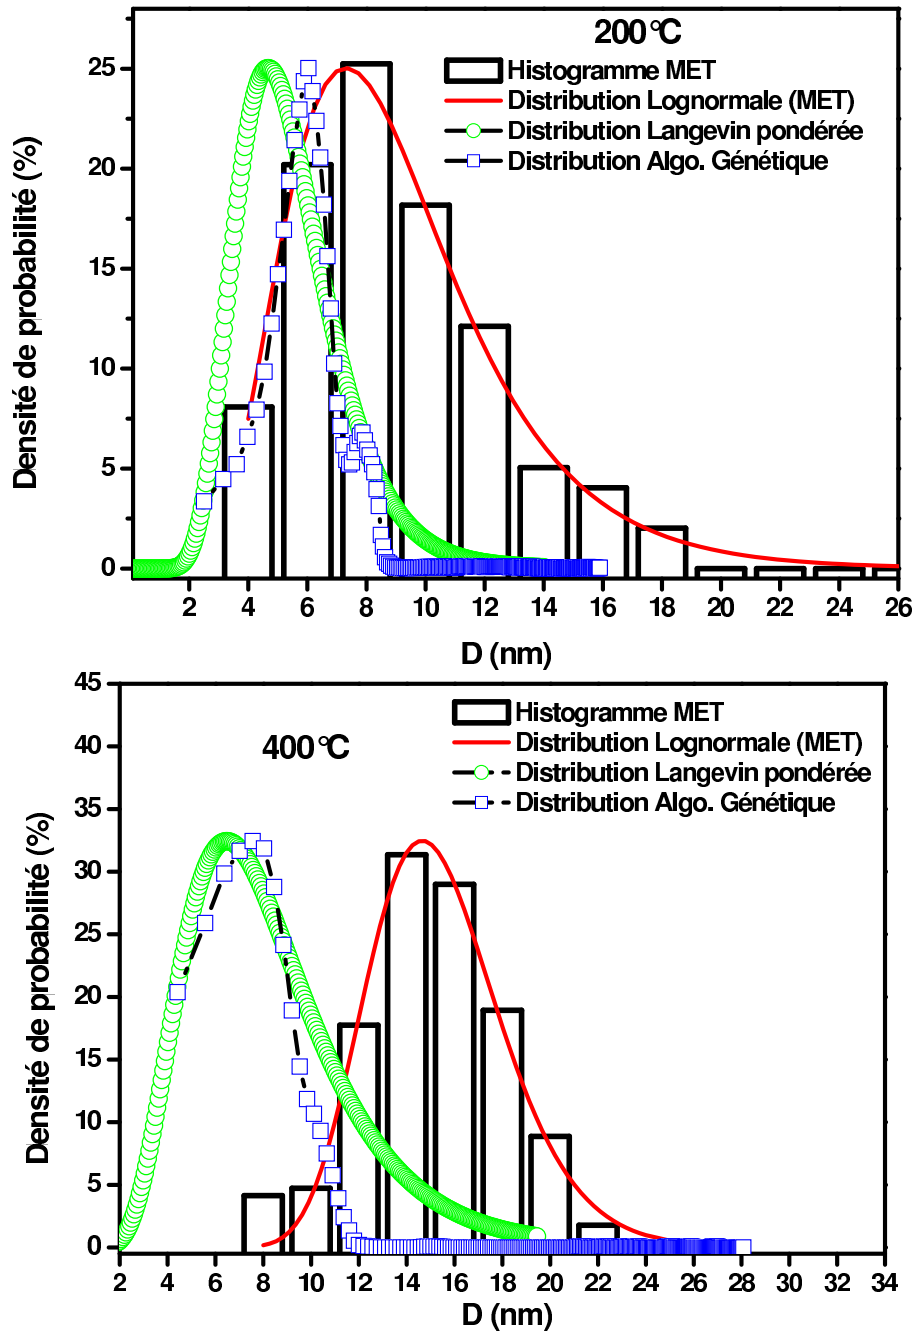 200°C
Histogramme MET
Distribution Lognormale (MET)
Distribution Langevin pondérée
Distribution Algo. Génétique
Densité de probabilité (%)
25
20
15
10
5
0
2 4 6 8 10 12 14 16 18 20 22 24 26
D (nm)
400°C
Histogramme MET
Distribution Lognormale (MET)
Distribution Langevin pondérée
Distribution Algo. Génétique
Densité de probabilité (%)
45
40
35
30
25
20
15
10
5
0
2 4 6 8 10 12 14 16 18 20 22 24 26 28 30 32 34
D (nm)